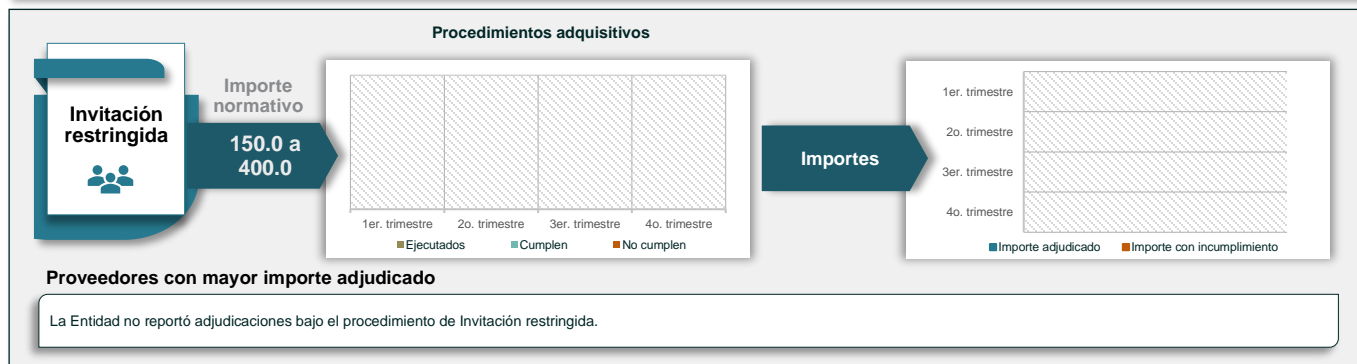 Procedimientos adquisitivos
Invitación
restringida
Importe
normativo
150.0 a
400.0
1er. trimestre 2o. trimestre 3er. trimestre 4o. trimestre
Ejecutados Cumplen No cumplen
Importes
1er. trimestre
2o. trimestre
3er. trimestre
4o. trimestre
Importe adjudicado Importe con incumplimiento
Proveedores con mayor importe adjudicado
La Entidad no reportó adjudicaciones bajo el procedimiento de Invitación restringida.